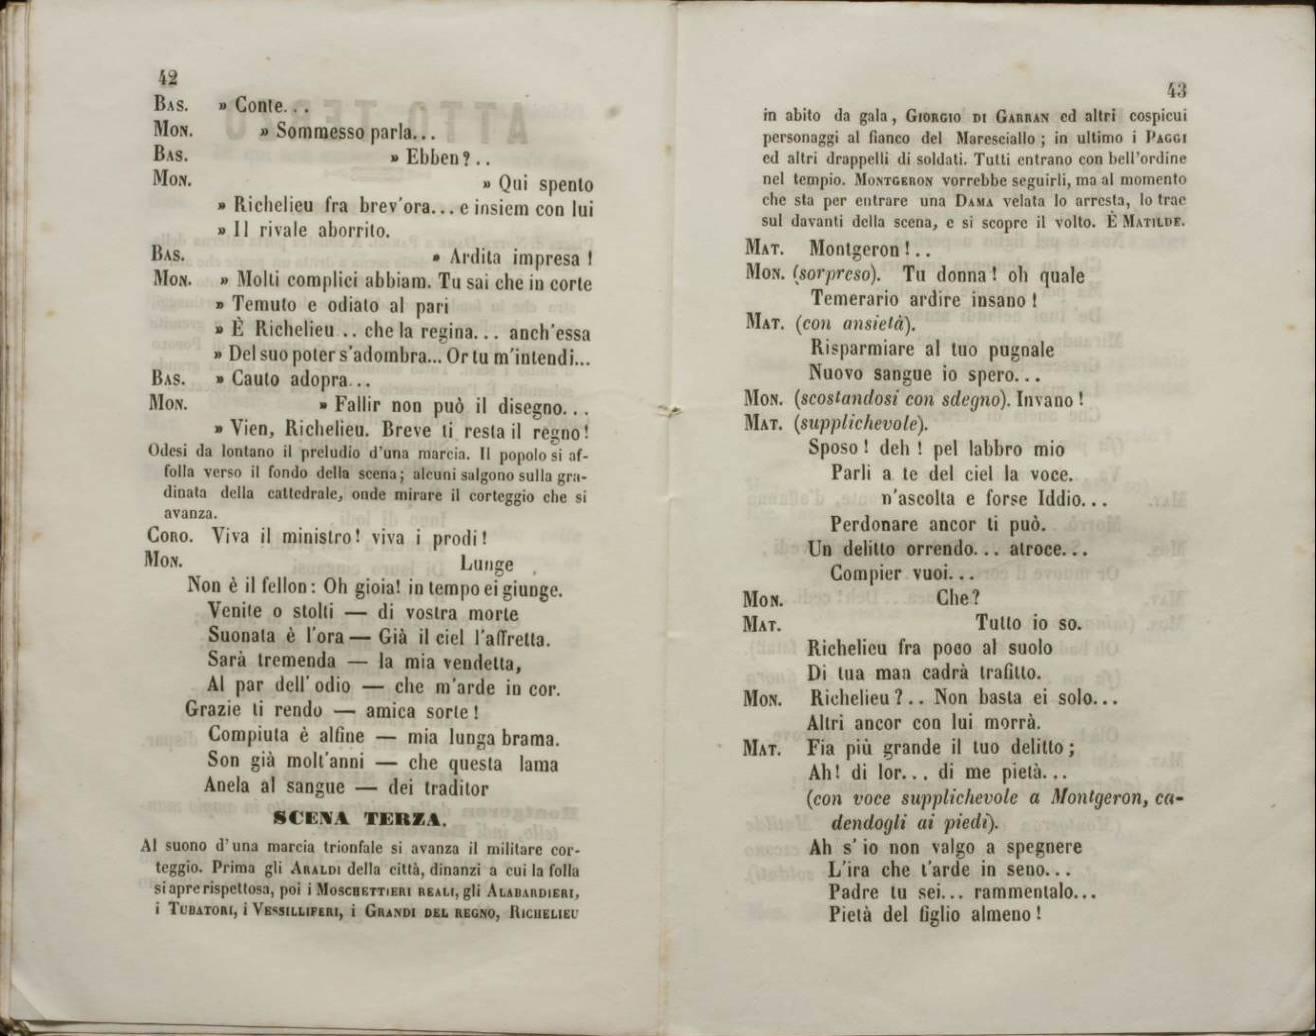 42
Bas. » Conte...
Mon. » Sommesso parla...
Bas. » Ebben?..
Mon. » Qui spento
» Richelieu fra brev'ora... e insiem con lui
» Il rivale aborrito.
Bas. » Ardita impresa!
Mon. » Molti complici abbiam. Tu sai che in corte
» Temuto e odiato al pari
» È Richelieu .. che la regina... anch'essa
» Del suo poter s'adombra... Or tu m'intendi...
Bas. » Cauto adopra...
Mon. » Fallir non può il disegno...
» Vien, Richelieu. Breve ti resta il regno!
Odesi da lontano il preludio d'una marcia. Il popolo si af-
folla verso il fondo della scena; alcuni salgono sulla gra-
dinata della cattedrale, onde mirare il corteggio che si
avanza.
Coro. Viva il ministro! viva i prodi!
Mon. Lunge
Non è il fellon: Oh gioia! in tempo ei giunge.
Venite o stolti — di vostra morte
Suonata è l'ora — Già il ciel l'affretta.
Sarà tremenda — la mia vendetta,
Al par dell'odio — che m'arde in cor.
Grazie ti rendo — amica sorte!
Compiuta è alfine — mia lunga brama.
Son già molt'anni — che questa lama
Anela al sangue — dei traditor
SCENA TERZA.
Al suono d'una marcia trionfale si avanza il militare cor-
teggio. Prima gli Araldi della città, dinanzi a cui la folla
si apre rispettosa, poi i Moschettieri reali, gli Alabardieri,
i Tubatori, i Vessilliferi, i Grandi del regno, Richelieu
43
in abito da gala, Giorgio di Garran ed altri cospicui
personaggi al fianco del Maresciallo; in ultimo i Paggi
ed altri drappelli di soldati. Tutti entrano con bell'ordine
nel tempio. Montgeron vorrebbe seguirli, ma al momento
che sta per entrare una Dama velata lo arresta, lo trae
sul davanti della scena, e si scopre il volto. È Matilde.
Mat. Montgeron!..
Mon. (sorpreso). Tu donna! oh quale
Temerario ardire insano!
Mat. (con ansietà).
Risparmiare al tuo pugnale
Nuovo sangue io spero...
Mon. (scostandosi con sdegno). Invano!
Mat. (supplichevole).
Sposo! deh! pel labbro mio
Parli a te del ciel la voce.
n'ascolta e forse Iddio...
Perdonare ancor ti può.
Un delitto orrendo... atroce...
Compier vuoi...
Mon. Che?
Mat. Tutto io so.
Richelieu fra poco al suolo
Di tua man cadrà trafitto.
Mon. Richelieu?.. Non basta ei solo...
Altri ancor con lui morrà.
Mat. Fia più grande il tuo delitto;
Ah! di lor... di me pietà...
(con voce supplichevole a Montgeron, ca-
dendogli ai piedi).
Ah s'io non valgo a spegnere
L'ira che t'arde in seno...
Padre tu sei... rammentalo...
Pietà del figlio almeno!